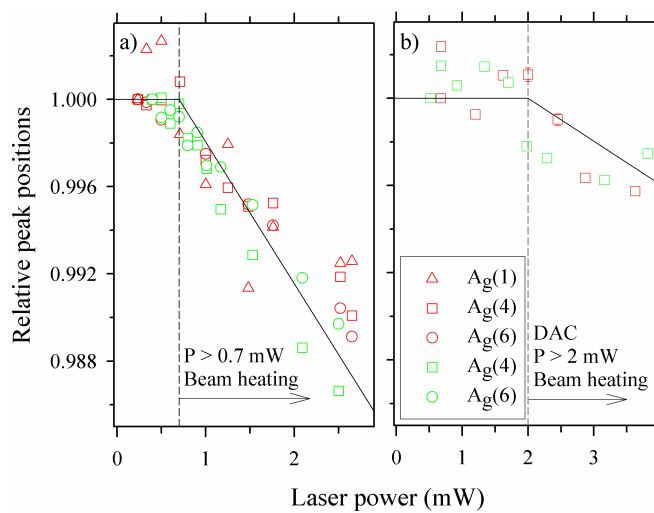 a)
b)
1.000
0.996
0.992
0.988
Relative peak positions
P > 0.7 mW
Beam heating
Ag(1)
Ag(4)
Ag(6)
Ag(4)
Ag(6)
DAC
P > 2 mW
Beam heating
0 1 2
1 2 3
Laser power (mW)